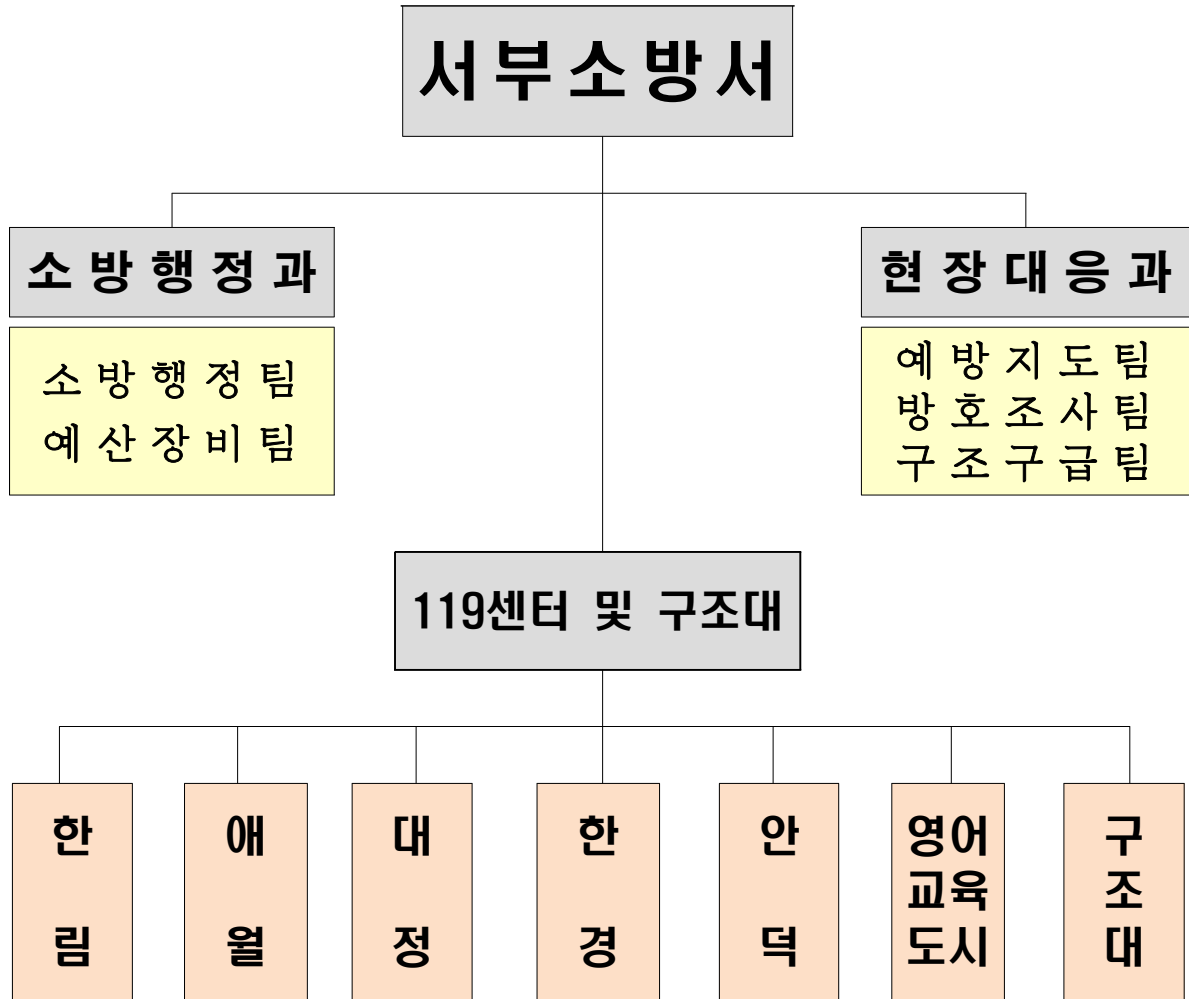 서부소방서
소방행정과
현장대응과
소방행정팀
예산장비팀
예방지도팀
방호조사팀
구조구급팀
119센터 및 구조대
한림
애월
대정
한경
안덕
영어
교육
도시
구조대